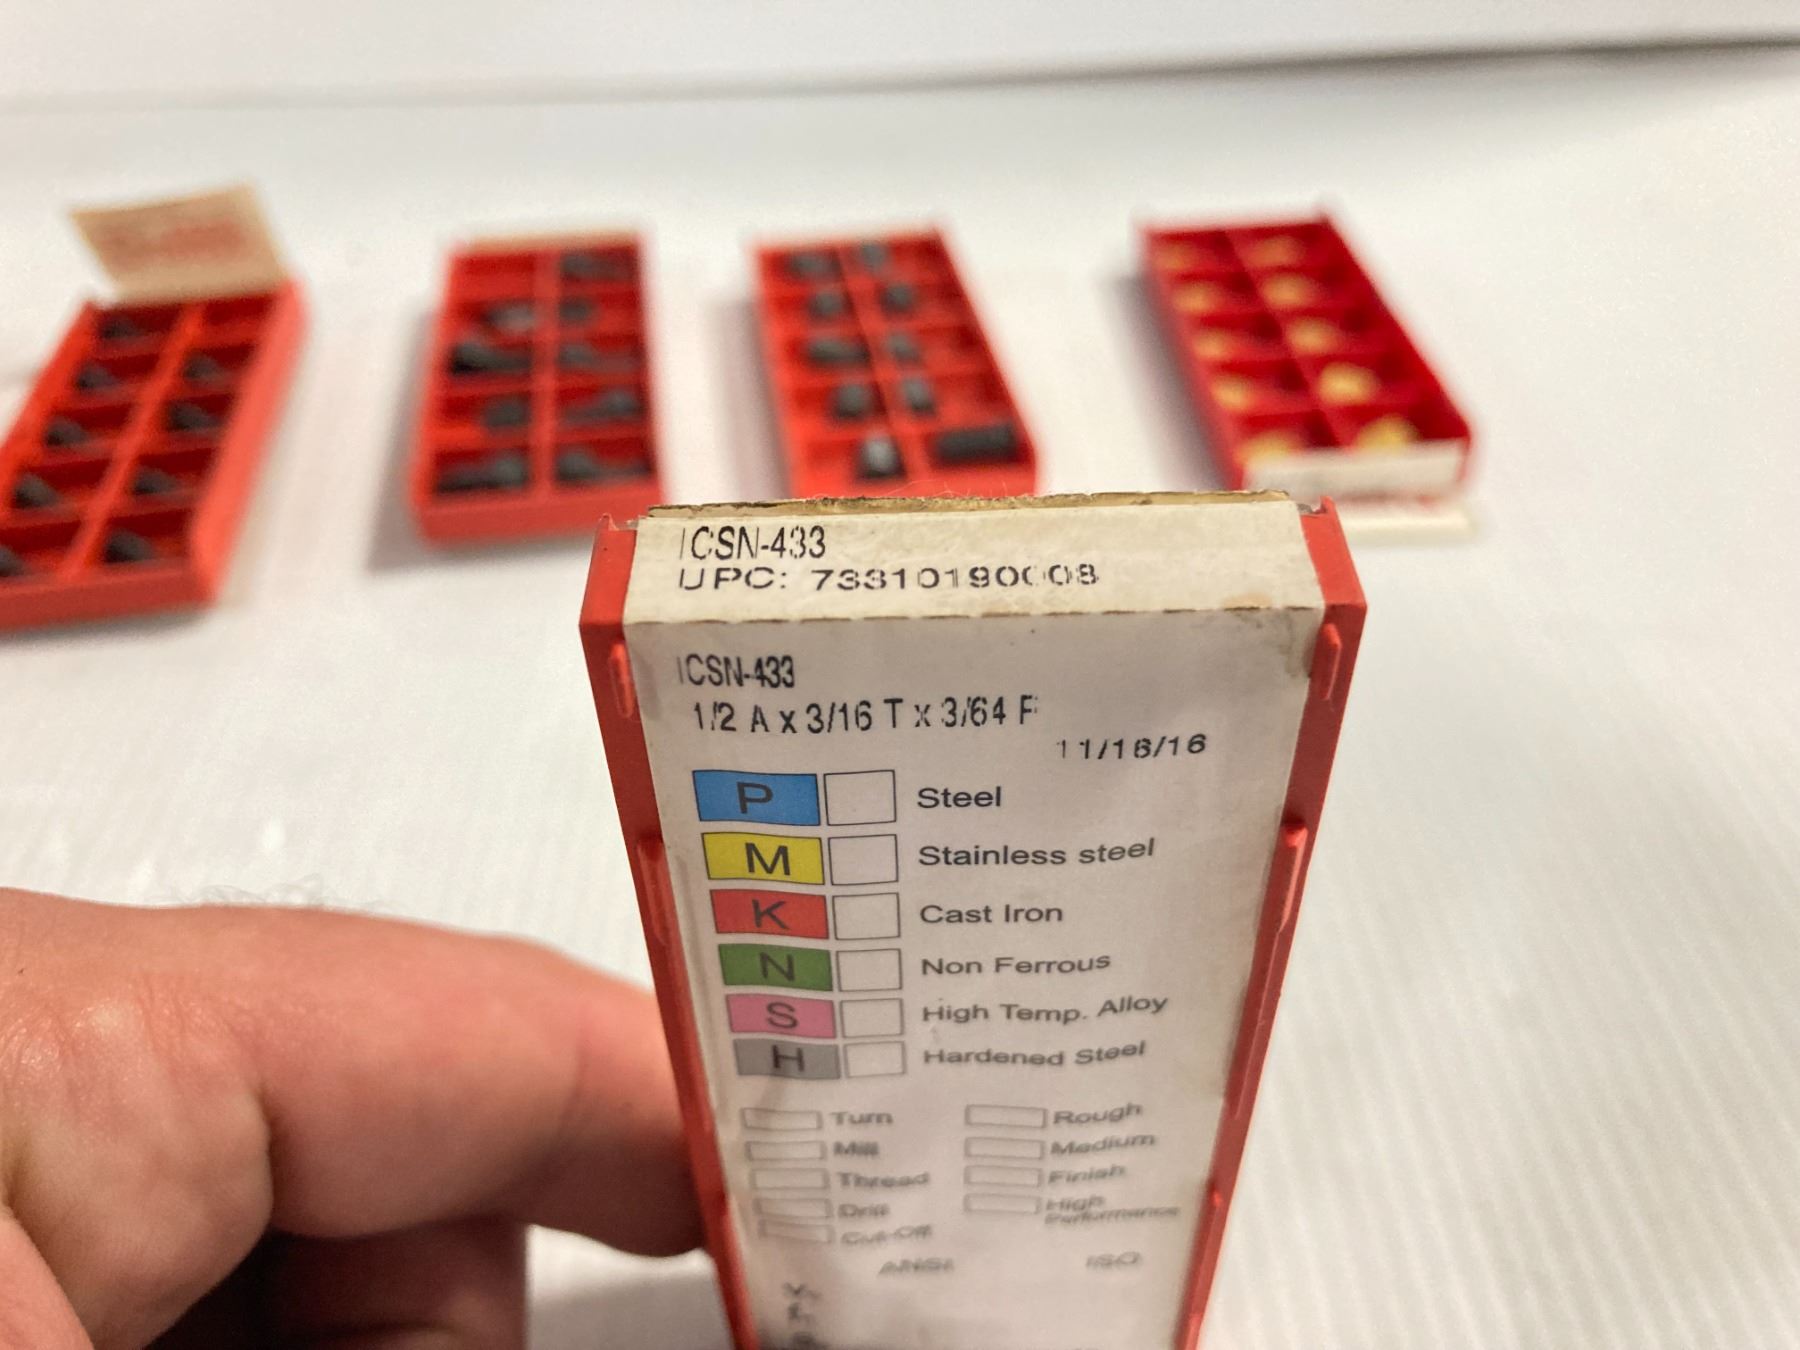 ICSN-433
UPC: 733101900008
ICSN-433
1/2 A x 3/16 T x 3/64 R
11/16/16
P Steel
M Stainless steel
K Cast Iron
N Non Ferrous
S High Temp. Alloy
H Hardened Steel
Turn Rough
Mill Medium
Thread Finish
Drill High Performance
Cut-Off
ANSI ISO